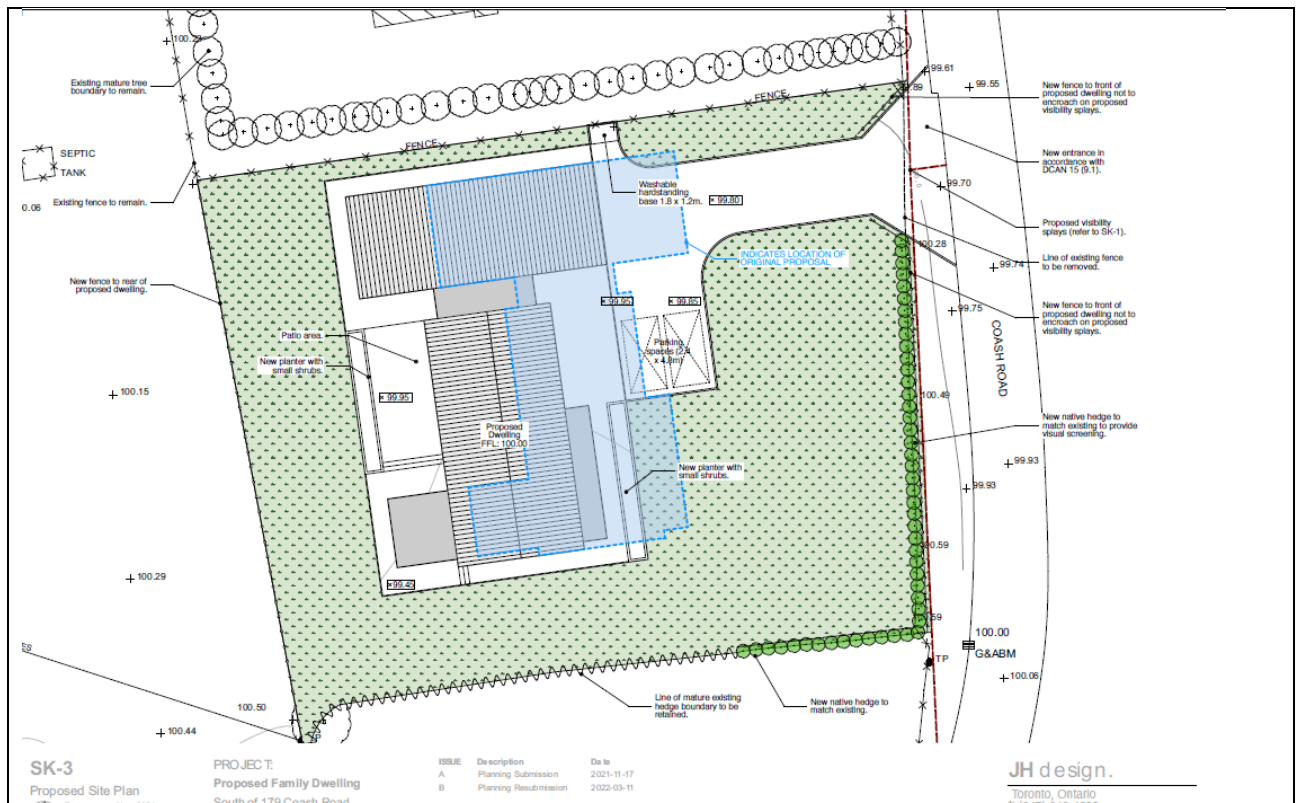 100.29
Existing mature tree
boundary to remain.
SEPTIC
TANK
0.06
Existing fence to remain.
FENCE
FENCE
Washable
hardstanding
base 1.8 x 1.2m.
99.80
INDICATES LOCATION OF
ORIGINAL PROPOSAL
99.61
.89
99.55
New fence to front of
proposed dwelling not to
encroach on proposed
visibility splays.
New entrance in
accordance with
DCAN 15 (9.1).
99.70
Proposed visibility
splays (refer to SK-1).
100.28
Line of existing fence
to be removed.
99.74
New fence to rear of
proposed dwelling.
99.95
99.85
99.75
New fence to front of
proposed dwelling not to
encroach on proposed
visibility splays.
COASH ROAD
Patio area.
Parking
spaces (2.4
x 4.8m)
New planter with
small shrubs.
100.15
99.95
100.49
New native hedge to
match existing to provide
visual screening.
Proposed
Dwelling
FFL: 100.00
New planter with
small shrubs.
99.93
99.93
100.59
100.29
99.45
.59
100.00
G&ABM
TP
100.06
Line of mature existing
hedge boundary to be
retained.
New native hedge to
match existing.
100.50
100.44
SK-3
Proposed Site Plan
PROJECT:
Proposed Family Dwelling
South of 179 Coash Road
ISSUE Description Date
A Planning Submission 2021-11-17
B Planning Resubmission 2022-03-11
JH design.
Toronto, Ontario